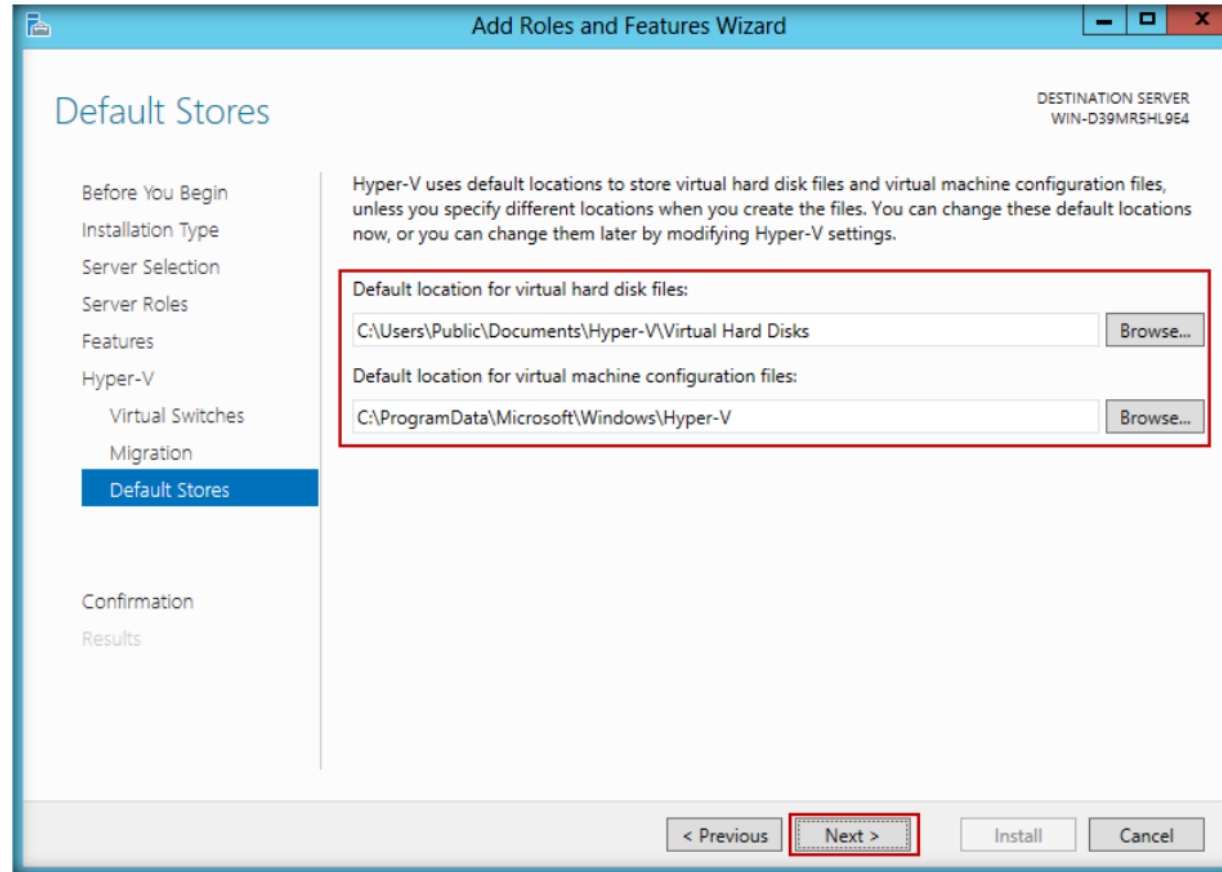 Add Roles and Features Wizard
Default Stores
DESTINATION SERVER
WIN-D39MR5HL9E4
Before You Begin
Installation Type
Server Selection
Server Roles
Features
Hyper-V
Virtual Switches
Migration
Default Stores
Confirmation
Results
Hyper-V uses default locations to store virtual hard disk files and virtual machine configuration files,
unless you specify different locations when you create the files. You can change these default locations
now, or you can change them later by modifying Hyper-V settings.
Default location for virtual hard disk files:
C:\Users\Public\Documents\Hyper-V\Virtual Hard Disks
Browse...
Default location for virtual machine configuration files:
C:\ProgramData\Microsoft\Windows\Hyper-V
Browse...
< Previous
Next >
Install
Cancel